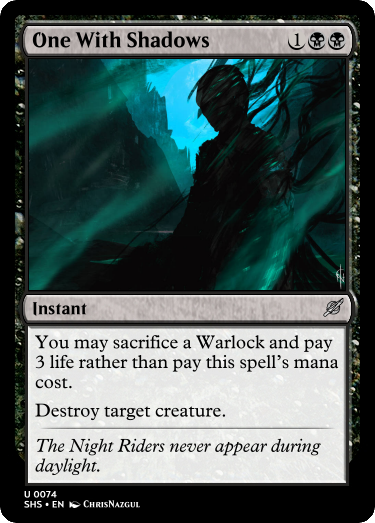 One With Shadows 1
Instant
You may sacrifice a Warlock and pay
3 life rather than pay this spell's mana
cost.
Destroy target creature.
The Night Riders never appear during
daylight.
U 0074
SHS • EN ChrisNazgul